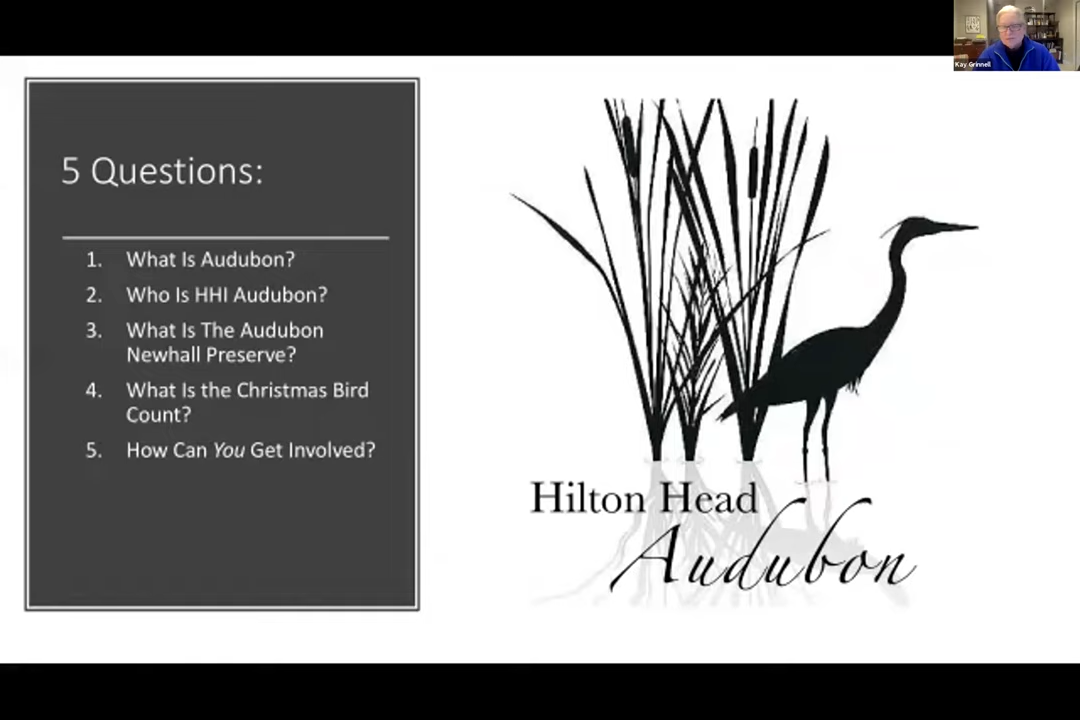 Kay Grinnell
5 Questions:
1. What Is Audubon?
2. Who Is HHI Audubon?
3. What Is The Audubon
Newhall Preserve?
4. What Is the Christmas Bird
Count?
5. How Can You Get Involved?
Hilton Head
Audubon